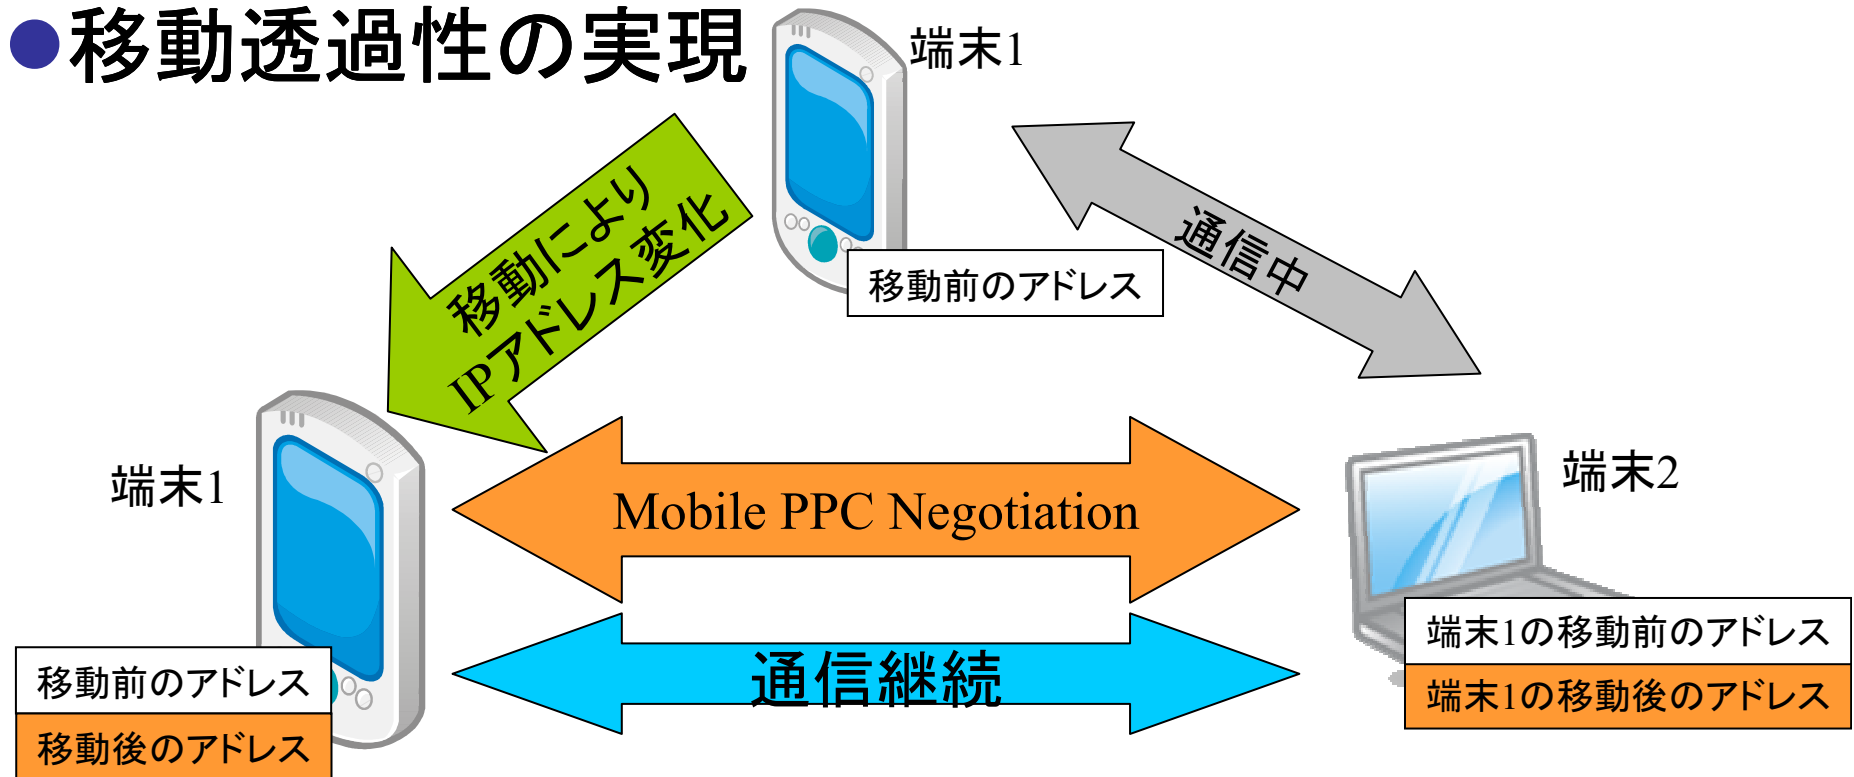 ●移動透過性の実現
端末1
移動により
IPアドレス変化
通信中
移動前のアドレス
端末1
Mobile PPC Negotiation
端末2
通信継続
移動前のアドレス
移動後のアドレス
端末1の移動前のアドレス
端末1の移動後のアドレス